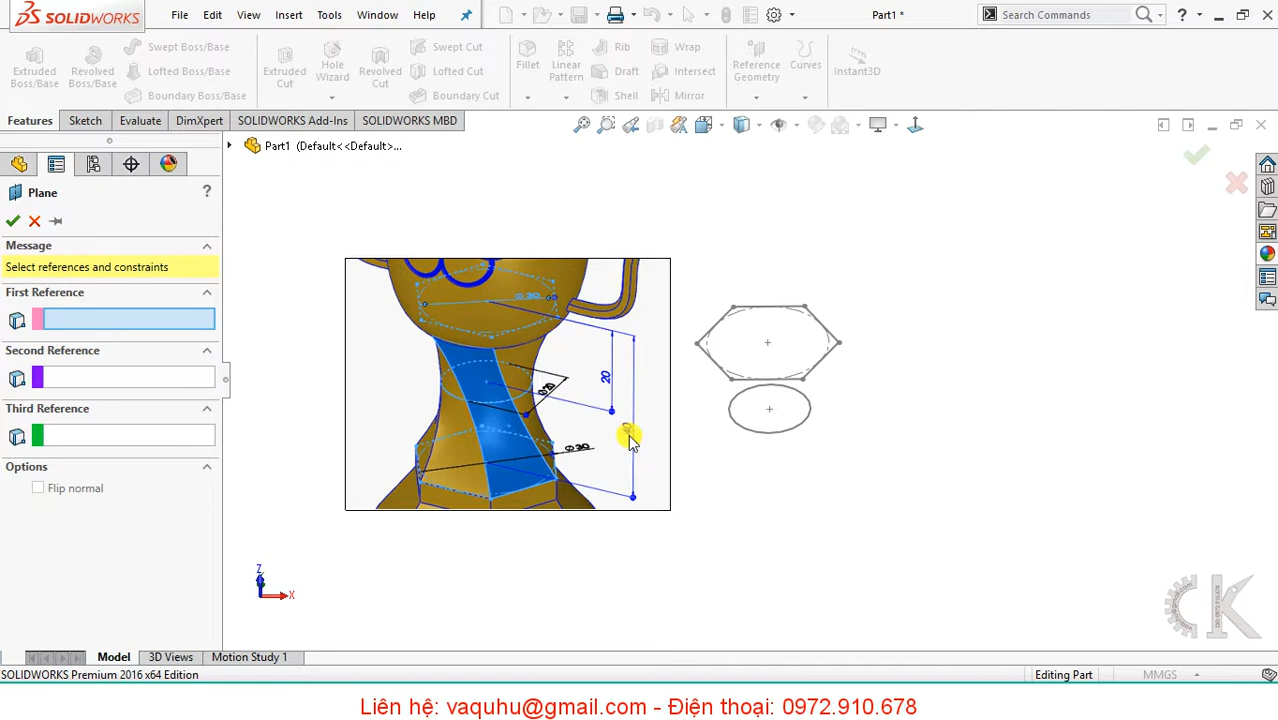 SOLIDWORKS File Edit View Insert Tools Window Help Part1 * Search Commands ?
Extruded Boss/Base
Revolved Boss/Base
Swept Boss/Base
Lofted Boss/Base
Boundary Boss/Base
Extruded Cut
Hole Wizard
Revolved Cut
Swept Cut
Lofted Cut
Boundary Cut
Fillet
Linear Pattern
Rib
Draft
Shell
Wrap
Intersect
Mirror
Reference Geometry
Curves
Instant3D
Features Sketch Evaluate DimXpert SOLIDWORKS Add-Ins SOLIDWORKS MBD
Part1 (Default<<Default>...
Plane ?
Message
Select references and constraints
First Reference
Second Reference
Third Reference
Options
Flip normal
Ø30
20
Ø20
Ø30
Z
X
CK
Model 3D Views Motion Study 1
SOLIDWORKS Premium 2016 x64 Edition Editing Part MMGS
Liên hệ: vaquhu@gmail.com - Điện thoại: 0972.910.678